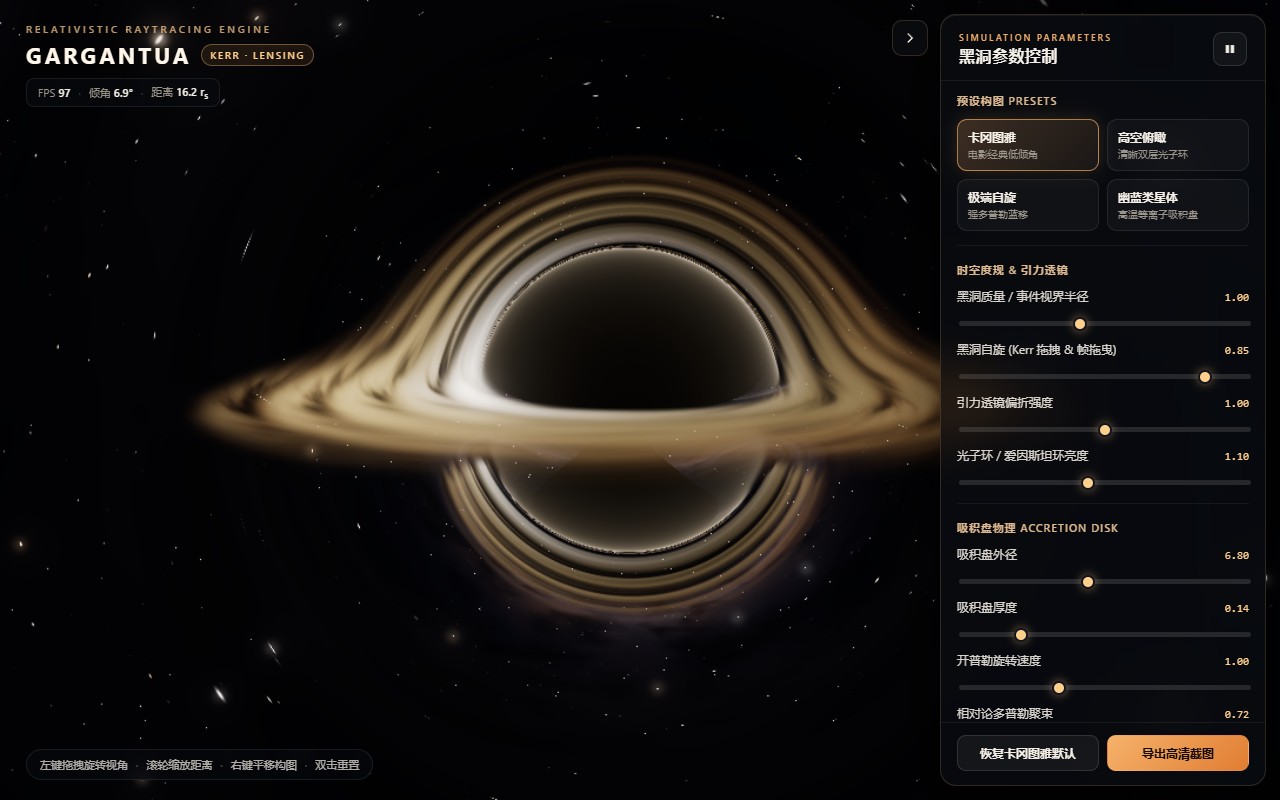 RELATIVISTIC RAYTRACING ENGINE
GARGANTUA KERR · LENSING
FPS 97 · 倾角 6.9° · 距离 16.2 rs
SIMULATION PARAMETERS
黑洞参数控制
预设构图 PRESETS
卡冈图雅
电影经典低倾角
高空俯瞰
清晰双层光子环
极端自旋
强多普勒蓝移
幽蓝类星体
高温等离子吸积盘
时空度规 & 引力透镜
黑洞质量 / 事件视界半径 1.00
黑洞自旋 (Kerr 拖拽 & 帧拖曳) 0.85
引力透镜偏折强度 1.00
光子环 / 爱因斯坦环亮度 1.10
吸积盘物理 ACCRETION DISK
吸积盘外径 6.80
吸积盘厚度 0.14
开普勒旋转速度 1.00
相对论多普勒聚束 0.72
恢复卡冈图雅默认
导出高清截图
左键拖拽旋转视角 · 滚轮缩放距离 · 右键平移构图 · 双击重置